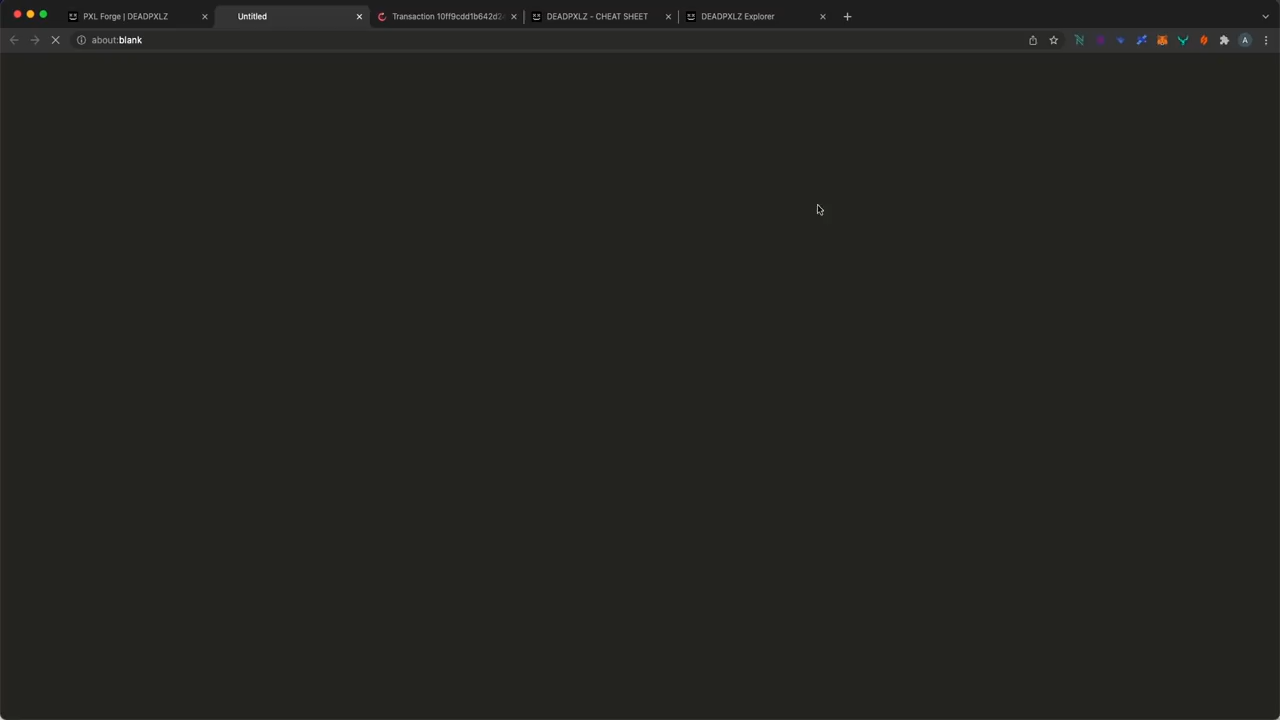 PXL Forge | DEADPXLZ
Untitled
Transaction 10ff9cdd1b642d2
DEADPXLZ - CHEAT SHEET
DEADPXLZ Explorer
about:blank
A